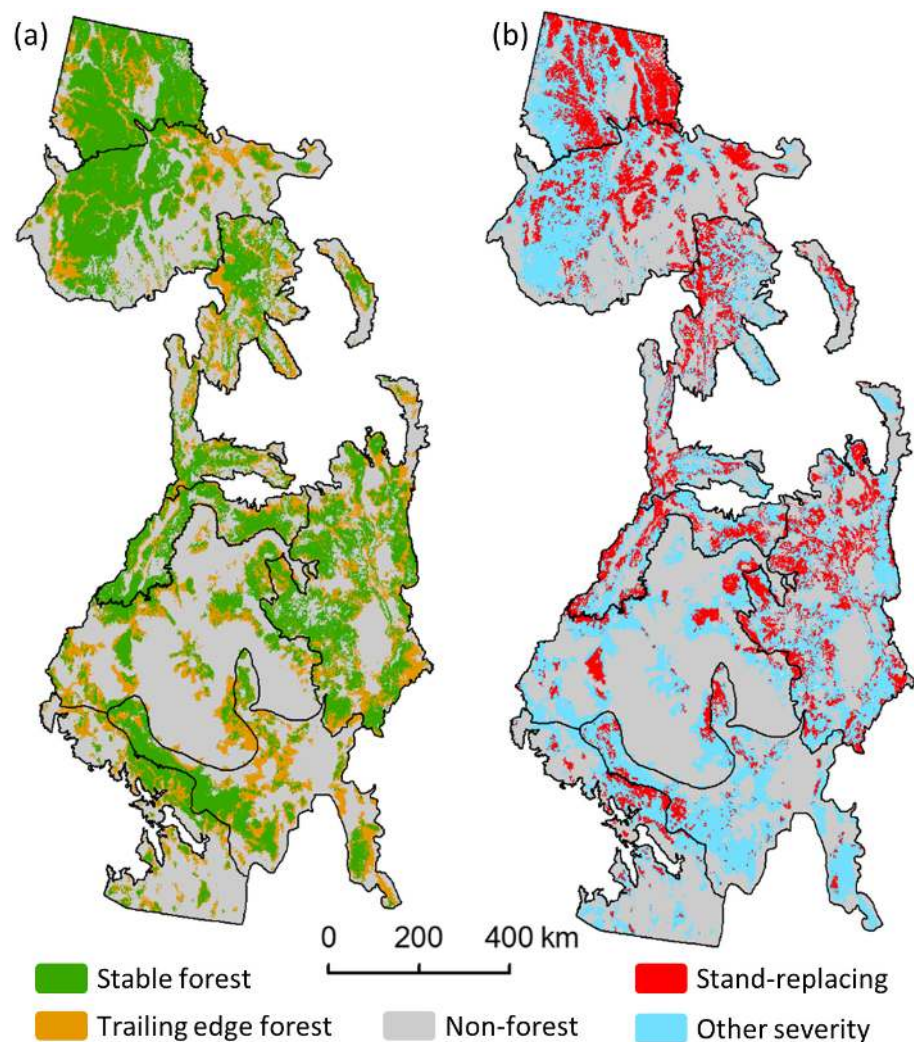 (a) (b)
0 200 400 km
Stable forest Stand-replacing
Trailing edge forest Non-forest Other severity